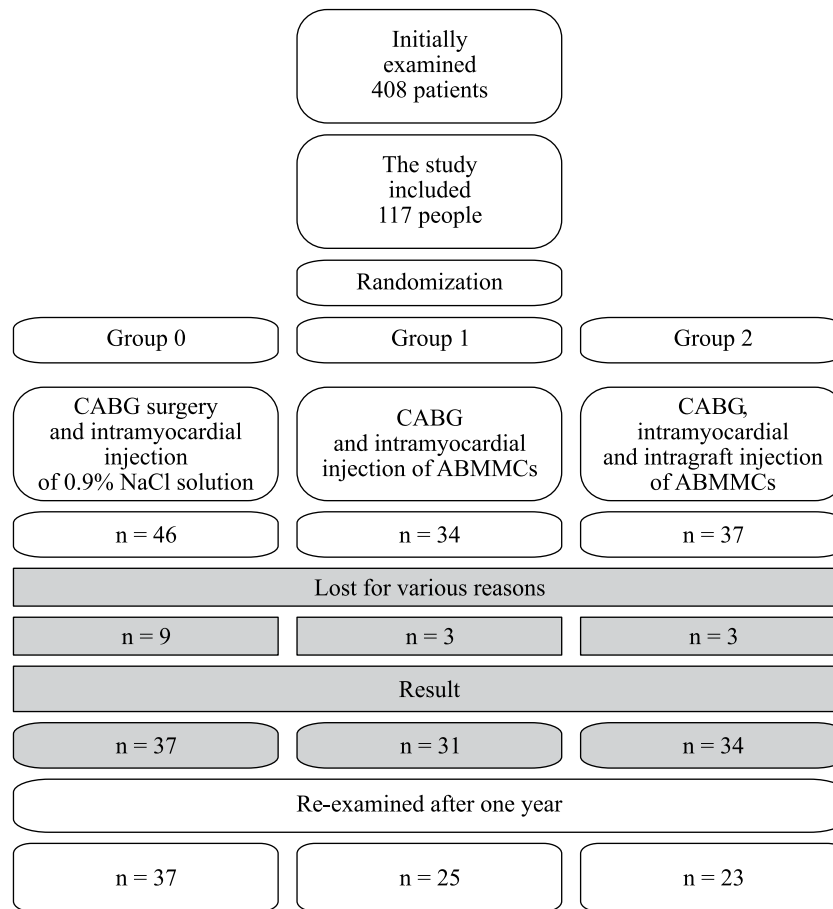 Initially
examined
408 patients
The study
included
117 people
Randomization
Group 0
Group 1
Group 2
CABG surgery
and intramyocardial
injection
of 0.9% NaCl solution
CABG
and intramyocardial
injection of ABMMCs
CABG,
intramyocardial
and intragraft injection
of ABMMCs
n = 46
n = 34
n = 37
Lost for various reasons
n = 9
n = 3
n = 3
Result
n = 37
n = 31
n = 34
Re-examined after one year
n = 37
n = 25
n = 23